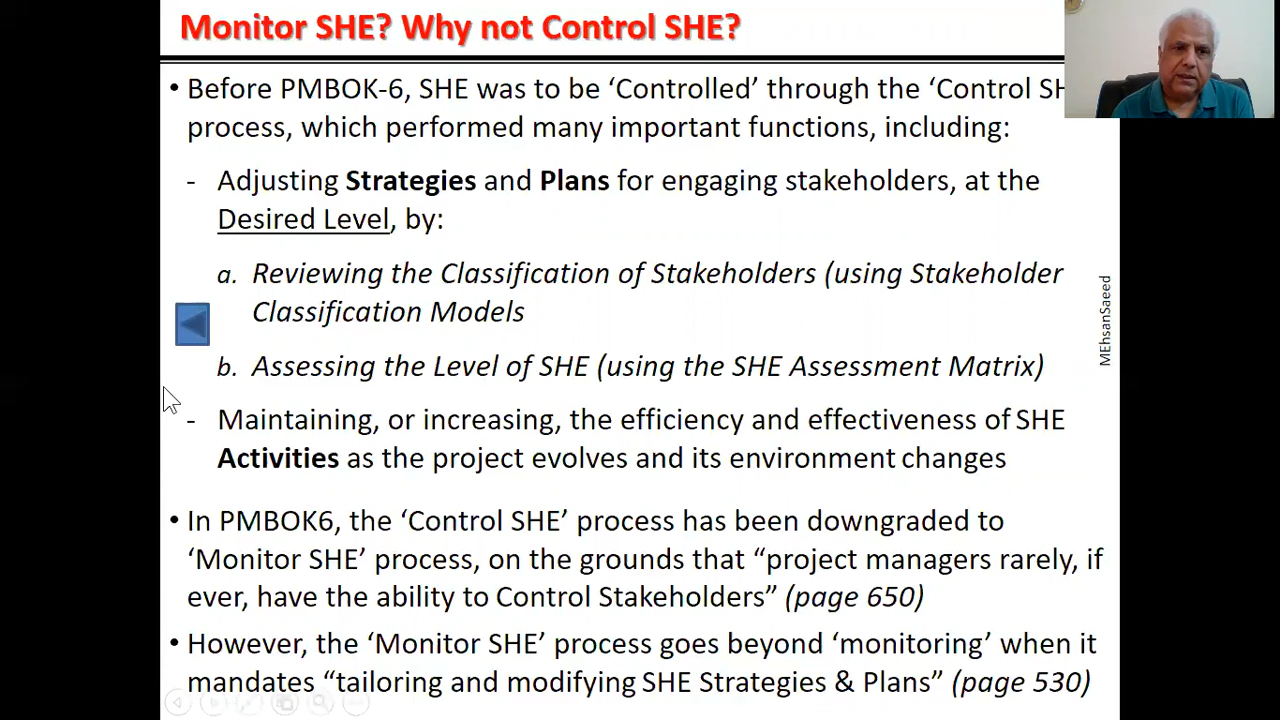 Monitor SHE? Why not Control SHE?
• Before PMBOK-6, SHE was to be ‘Controlled’ through the ‘Control SH
process, which performed many important functions, including:
- Adjusting Strategies and Plans for engaging stakeholders, at the
Desired Level, by:
a. Reviewing the Classification of Stakeholders (using Stakeholder
Classification Models
b. Assessing the Level of SHE (using the SHE Assessment Matrix)
- Maintaining, or increasing, the efficiency and effectiveness of SHE
Activities as the project evolves and its environment changes
• In PMBOK6, the ‘Control SHE’ process has been downgraded to
‘Monitor SHE’ process, on the grounds that “project managers rarely, if
ever, have the ability to Control Stakeholders” (page 650)
• However, the ‘Monitor SHE’ process goes beyond ‘monitoring’ when it
mandates “tailoring and modifying SHE Strategies & Plans” (page 530)
MEhsanSaeed